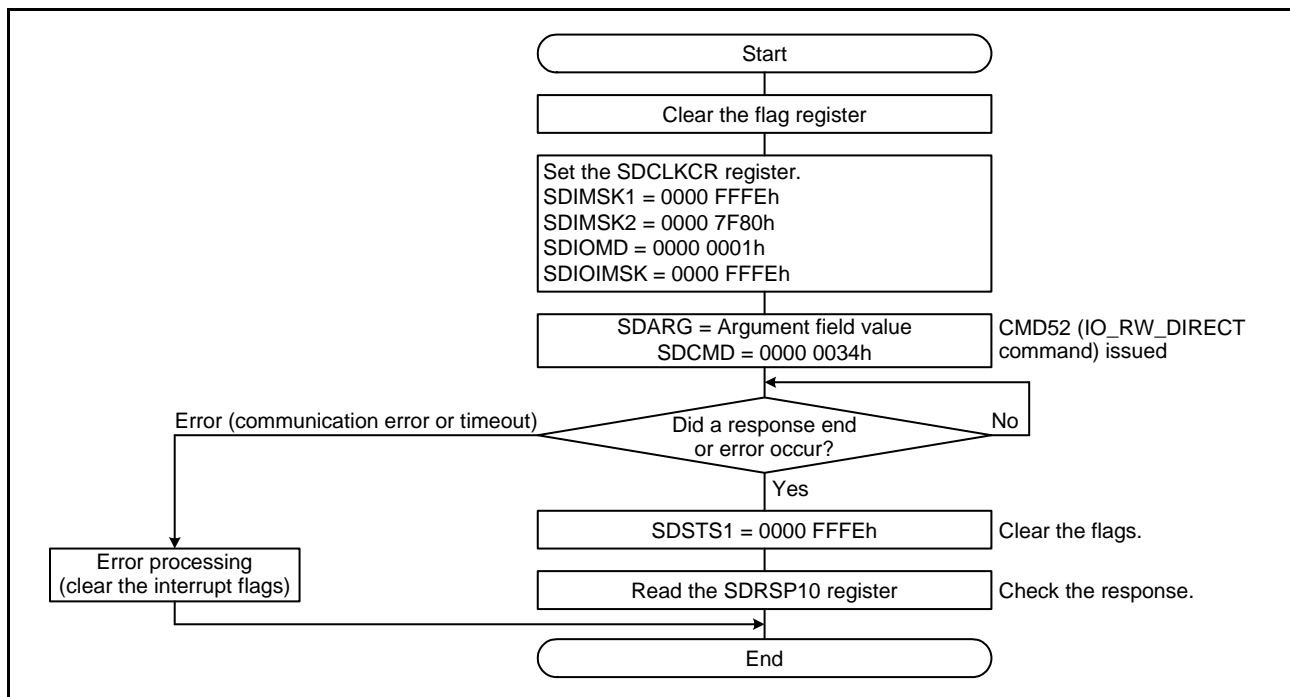 Start
Clear the flag register
Set the SDCLKCR register.
SDIMSK1 = 0000 FFFEh
SDIMSK2 = 0000 7F80h
SDIOMD = 0000 0001h
SDIOIMSK = 0000 FFFEh
SDARG = Argument field value
SDCMD = 0000 0034h
CMD52 (IO_RW_DIRECT
command) issued
Error (communication error or timeout)
Did a response end
or error occur?
No
Yes
SDSTS1 = 0000 FFFEh
Clear the flags.
Error processing
(clear the interrupt flags)
Read the SDRSP10 register
Check the response.
End